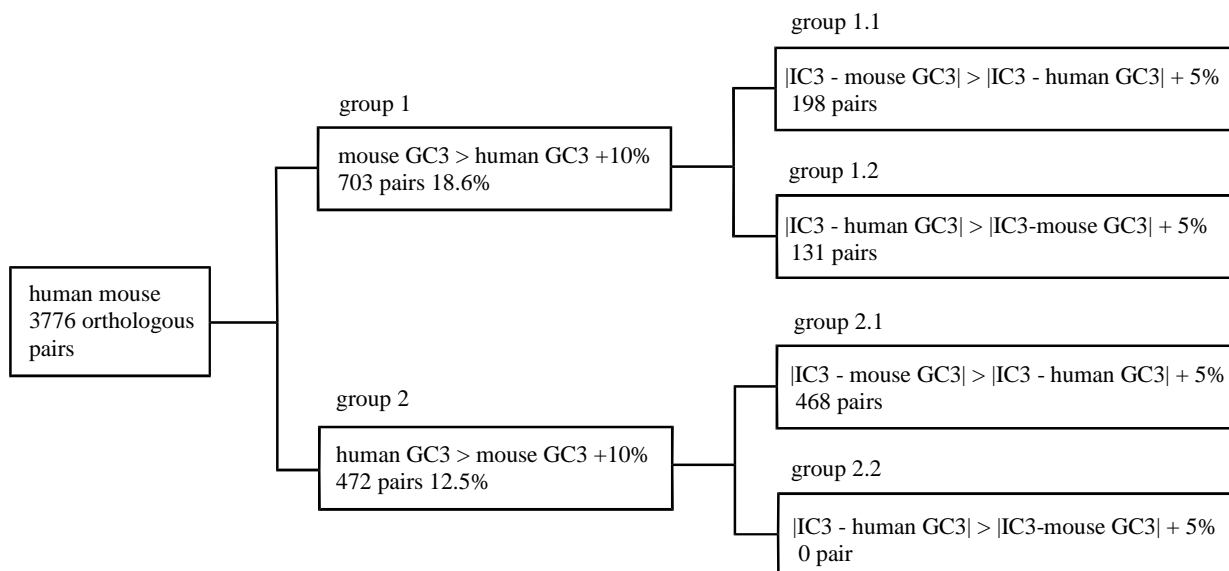 human mouse
3776 orthologous
pairs
group 1
mouse GC3 > human GC3 +10%
703 pairs 18.6%
group 2
human GC3 > mouse GC3 +10%
472 pairs 12.5%
group 1.1
|IC3 - mouse GC3| > |IC3 - human GC3| + 5%
198 pairs
group 1.2
|IC3 - human GC3| > |IC3-mouse GC3| + 5%
131 pairs
group 2.1
|IC3 - mouse GC3| > |IC3 - human GC3| + 5%
468 pairs
group 2.2
|IC3 - human GC3| > |IC3-mouse GC3| + 5%
0 pair